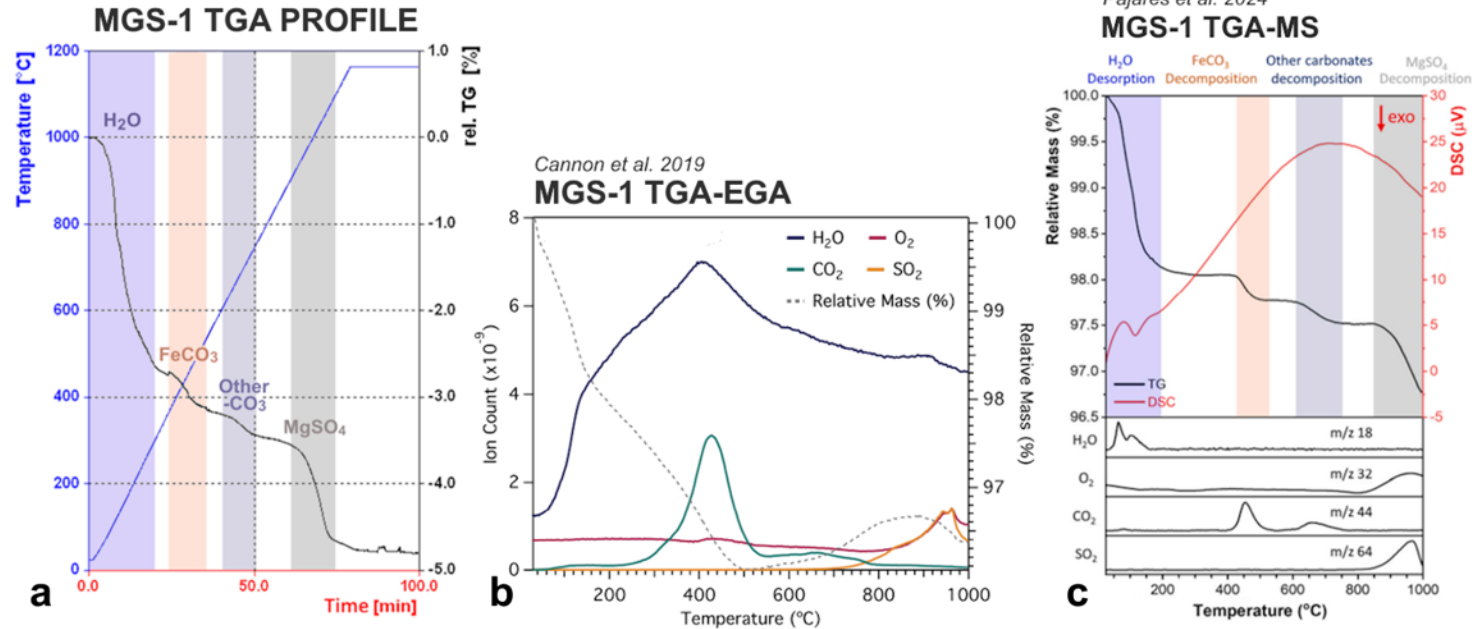 MGS-1 TGA PROFILE
Temperature [°C]
1200
1000
800
600
400
200
0
1.0
0.0
-1.0
-2.0
-3.0
-4.0
-5.0
rel. TG [%]
H2O
FeCO3
Other
-CO3
MgSO4
0.0
50.0
100.0
Time [min]
a
Cannon et al. 2019
MGS-1 TGA-EGA
Ion Count (x10-9)
8
6
4
2
0
H2O
O2
CO2
SO2
Relative Mass (%)
100
99
98
97
Relative Mass (%)
200
400
600
800
1000
Temperature (ºC)
b
Pajares et al. 2024
MGS-1 TGA-MS
H2O
Desorption
FeCO3
Decomposition
Other carbonates
decomposition
MgSO4
Decomposition
Relative Mass (%)
100.0
99.5
99.0
98.5
98.0
97.5
97.0
96.5
exo
30
25
20
15
10
5
0
-5
DSC (µV)
TG
DSC
H2O
m/z 18
O2
m/z 32
CO2
m/z 44
SO2
m/z 64
200
400
600
800
1000
Temperature (ºC)
c